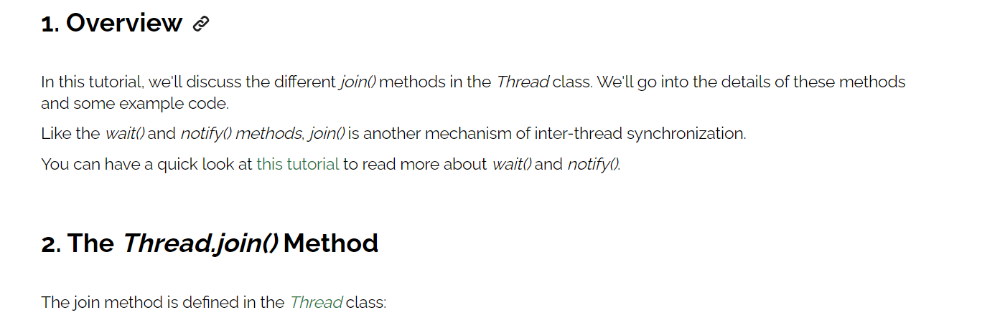 1. Overview
In this tutorial, we'll discuss the different join() methods in the Thread class. We'll go into the details of these methods
and some example code.
Like the wait() and notify() methods, join() is another mechanism of inter-thread synchronization.
You can have a quick look at this tutorial to read more about wait() and notify().
2. The Thread.join() Method
The join method is defined in the Thread class: